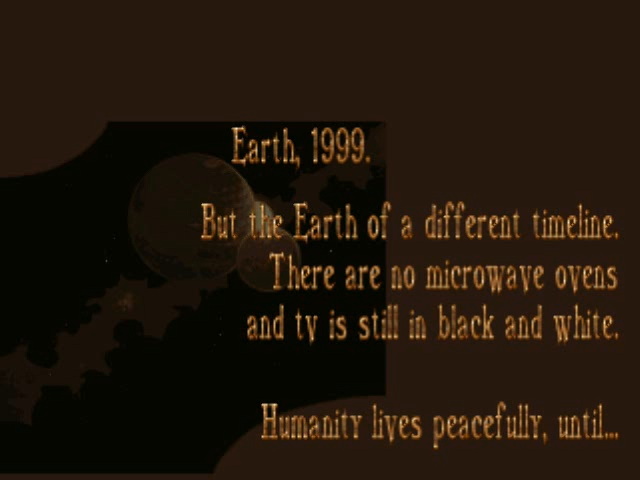 Earth, 1999.
But the Earth of a different timeline.
There are no microwave ovens
and tv is still in black and white.
Humanity lives peacefully, until...